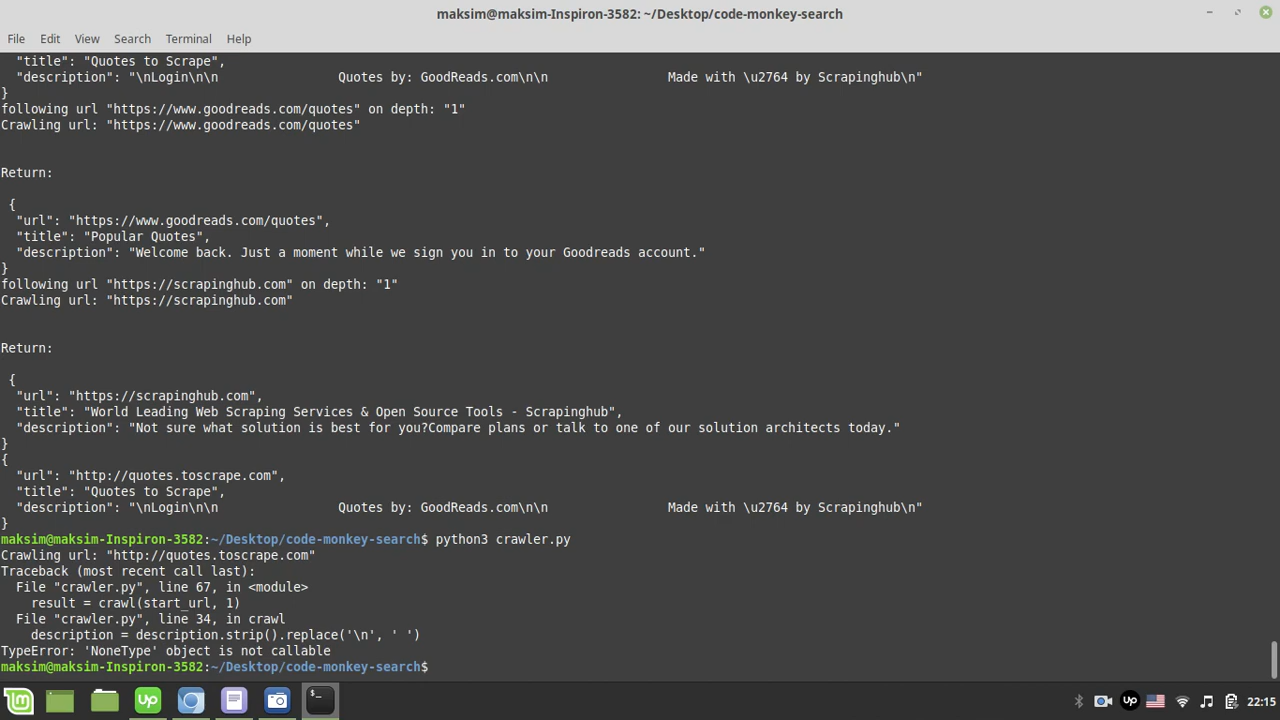 maksim@maksim-Inspiron-3582: ~/Desktop/code-monkey-search
File Edit View Search Terminal Help
"title": "Quotes to Scrape",
"description": "\nLogin\n\n                Quotes by: GoodReads.com\n\n                Made with \u2764 by Scrapinghub\n"
}
following url "https://www.goodreads.com/quotes" on depth: "1"
Crawling url: "https://www.goodreads.com/quotes"
Return:
{
"url": "https://www.goodreads.com/quotes",
"title": "Popular Quotes",
"description": "Welcome back. Just a moment while we sign you in to your Goodreads account."
}
following url "https://scrapinghub.com" on depth: "1"
Crawling url: "https://scrapinghub.com"
Return:
{
"url": "https://scrapinghub.com",
"title": "World Leading Web Scraping Services & Open Source Tools - Scrapinghub",
"description": "Not sure what solution is best for you?Compare plans or talk to one of our solution architects today."
}
{
"url": "http://quotes.toscrape.com",
"title": "Quotes to Scrape",
"description": "\nLogin\n\n                Quotes by: GoodReads.com\n\n                Made with \u2764 by Scrapinghub\n"
}
maksim@maksim-Inspiron-3582:~/Desktop/code-monkey-search$ python3 crawler.py
Crawling url: "http://quotes.toscrape.com"
Traceback (most recent call last):
File "crawler.py", line 67, in <module>
result = crawl(start_url, 1)
File "crawler.py", line 34, in crawl
description = description.strip().replace('\n', ' ')
TypeError: 'NoneType' object is not callable
maksim@maksim-Inspiron-3582:~/Desktop/code-monkey-search$
up $_ up 22:15